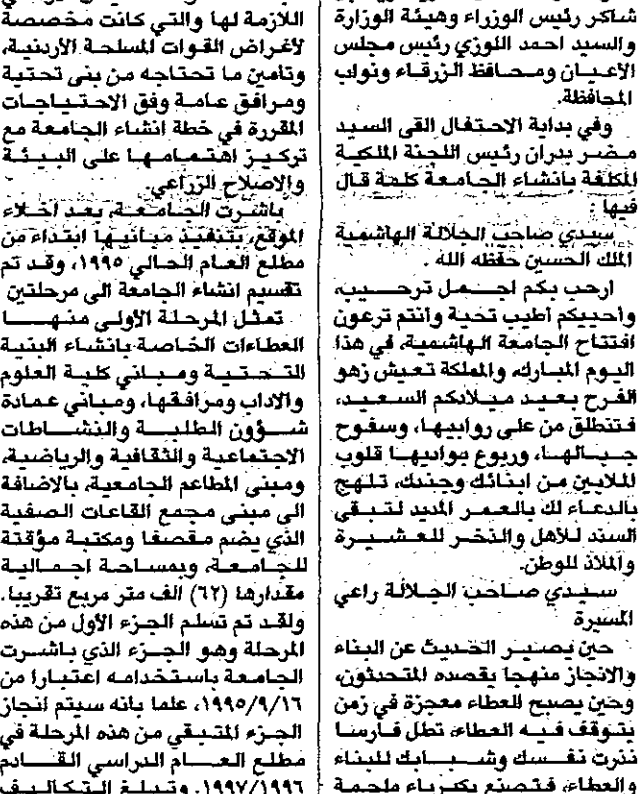 شاكر رئيس الوزراء وهيئة الوزارة
والسيد احمد اللوزي رئيس مجلس
الاعيان ومحافظ الزرقاء ونواب
المحافظة.
وفي بداية الاحتفال القى السيد
مضر بدران رئيس اللجنة الملكية
المكلفة بانشاء الجامعة كلمة قال
فيها :
سيدي صاحب الجلالة الهاشمية
الملك الحسين حفظه الله .
ارحب بكم اجمل ترحيب،
واحييكم اطيب تحية وانتم ترعون
افتتاح الجامعة الهاشمية، في هذا
اليوم المبارك، والمملكة تعيش زهو
الفرح بعيد ميلادكم السعيد،
فتنطلق من على روابيها، وسفوح
جبالها، وربوع بواديها قلوب
الملايين من ابنائك وجندك، تلهج
بالدعاء لك بالعمر المديد لتبقى
السند للأهل والذخر للعشيرة
والملاذ للوطن.
سيدي صاحب الجلالة راعي
المسيرة
حين يصير الحديث عن البناء
والانجاز منهجا يقصده المتحدثون،
وحين يصبح العطاء معجزة في زمن
يتوقف فيه العطاء، تطل فارسا
نذرت نفسك وشبابك للبناء
والعطاء، فتصنع بكبرياء ملحمة
اللازمة لها والتي كانت مخصصة
لأغراض القوات المسلحة الأردنية،
وتأمين ما تحتاجه من بنى تحتية
ومرافق عامة وفق الاحتياجات
المقررة في خطة انشاء الجامعة مع
تركيز اهتمامها على البيئة
والإصلاح الزراعي.
باشرت الجامعة، بعد اخلاء
الموقع، بتنفيذ مبانيها ابتداء من
مطلع العام الحالي ١٩٩٥، وقد تم
تقسيم انشاء الجامعة الى مرحلتين
تمثل المرحلة الأولى منها
العطاءات الخاصة بانشاء البنية
التحتية ومباني كلية العلوم
والاداب ومرافقها، ومباني عمادة
شؤون الطلبة والنشاطات
الاجتماعية والثقافية والرياضية،
ومبنى المطاعم الجامعية، بالاضافة
الى مبنى مجمع القاعات الصفية
الذي يضم مقصفا ومكتبة مؤقتة
للجامعة، وبمساحة اجمالية
مقدارها (٦٢) الف متر مربع تقريبا.
ولقد تم تسلم الجزء الأول من هذه
المرحلة وهو الجزء الذي باشرت
الجامعة باستخدامه اعتبارا من
١٩٩٥/٩/١٦، علما بانه سيتم انجاز
الجزء المتبقي من هذه المرحلة في
مطلع العام الدراسي القادم
١٩٩٧/١٩٩٦. وتبلغ التكاليف